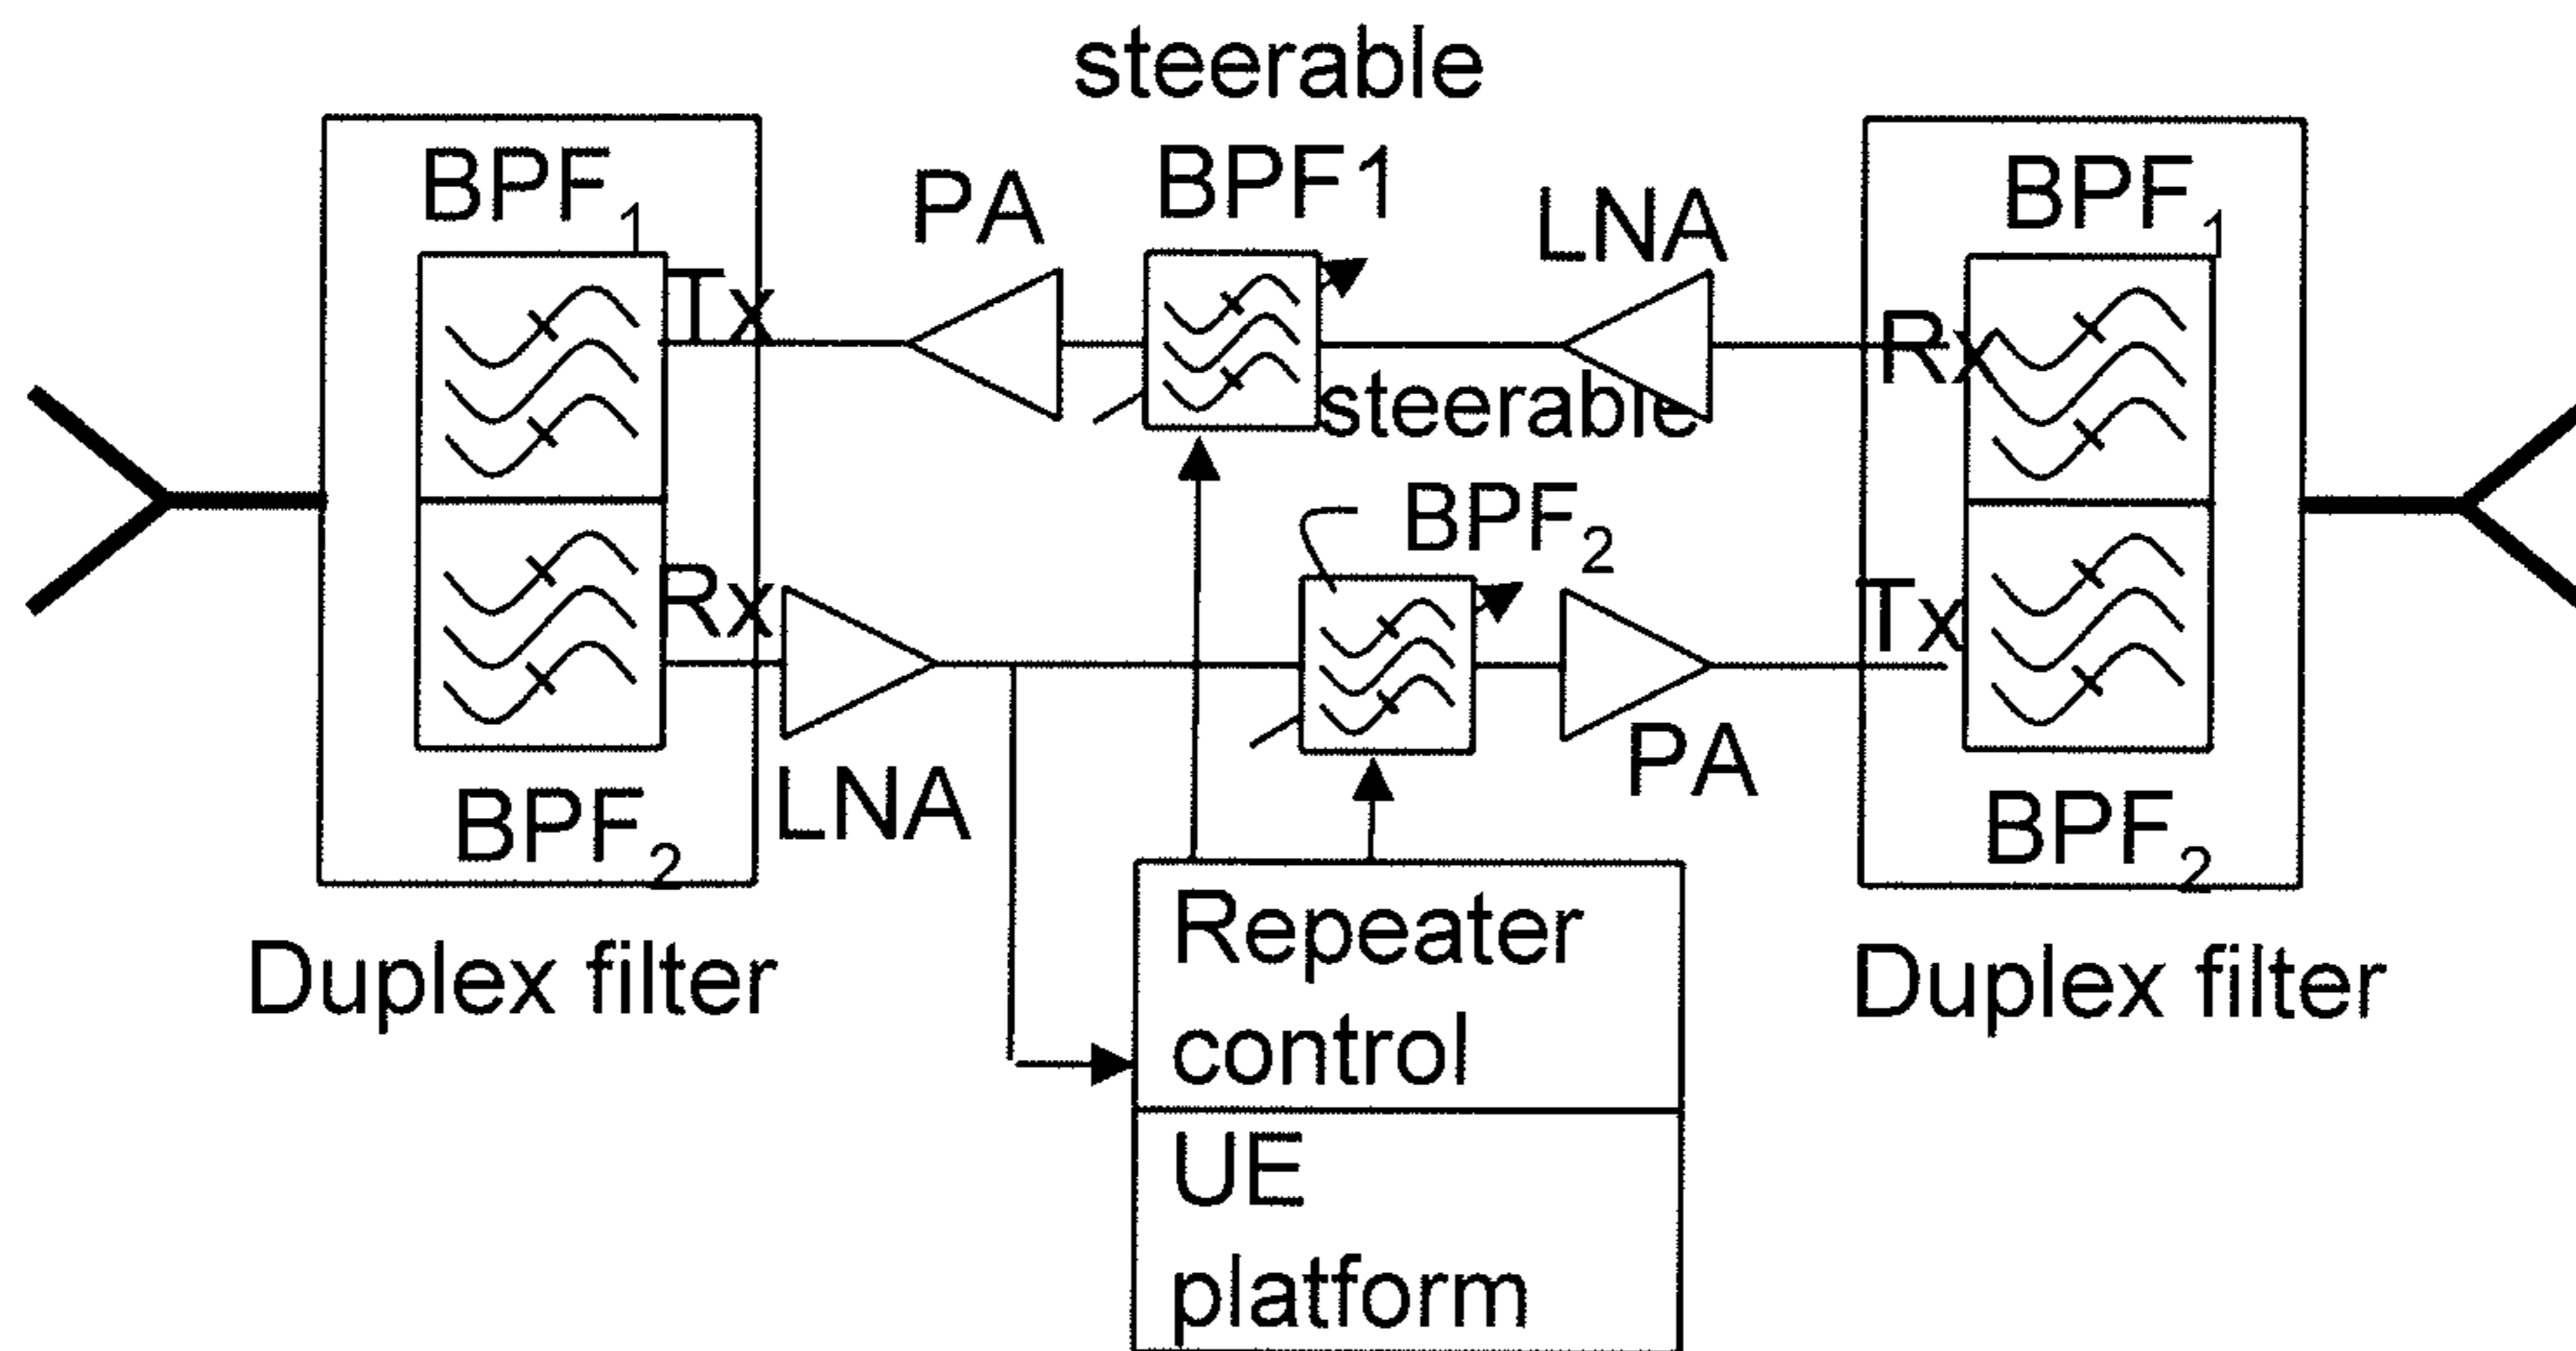 steerable
BPF1
BPF1
PA
LNA
BPF1
Tx
Rx
steerable
BPF2
Rx
Tx
LNA
PA
BPF2
BPF2
Repeater
control
Duplex filter
Duplex filter
UE
platform